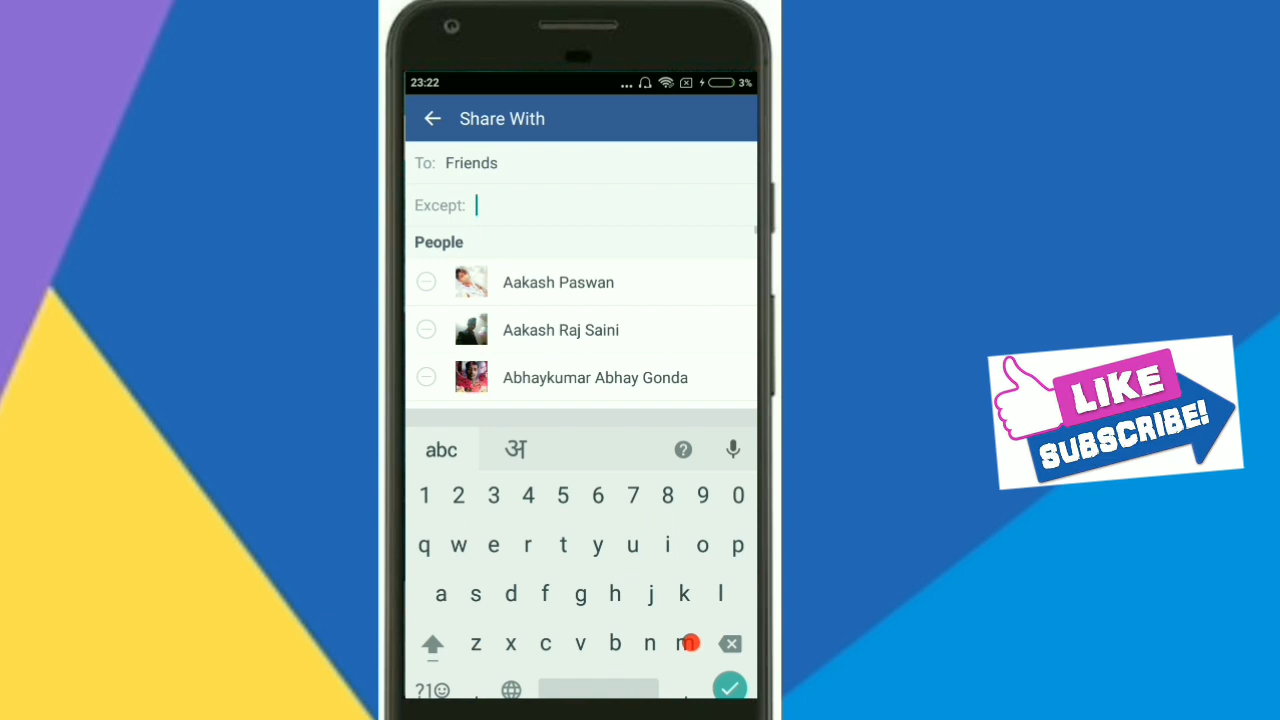 23:22
3%
Share With
To: Friends
Except:
People
Aakash Paswan
Aakash Raj Saini
Abhaykumar Abhay Gonda
abc अ
1 2 3 4 5 6 7 8 9 0
q w e r t y u i o p
a s d f g h j k l
z x c v b n m
?1☺ , .
LIKE
SUBSCRIBE!